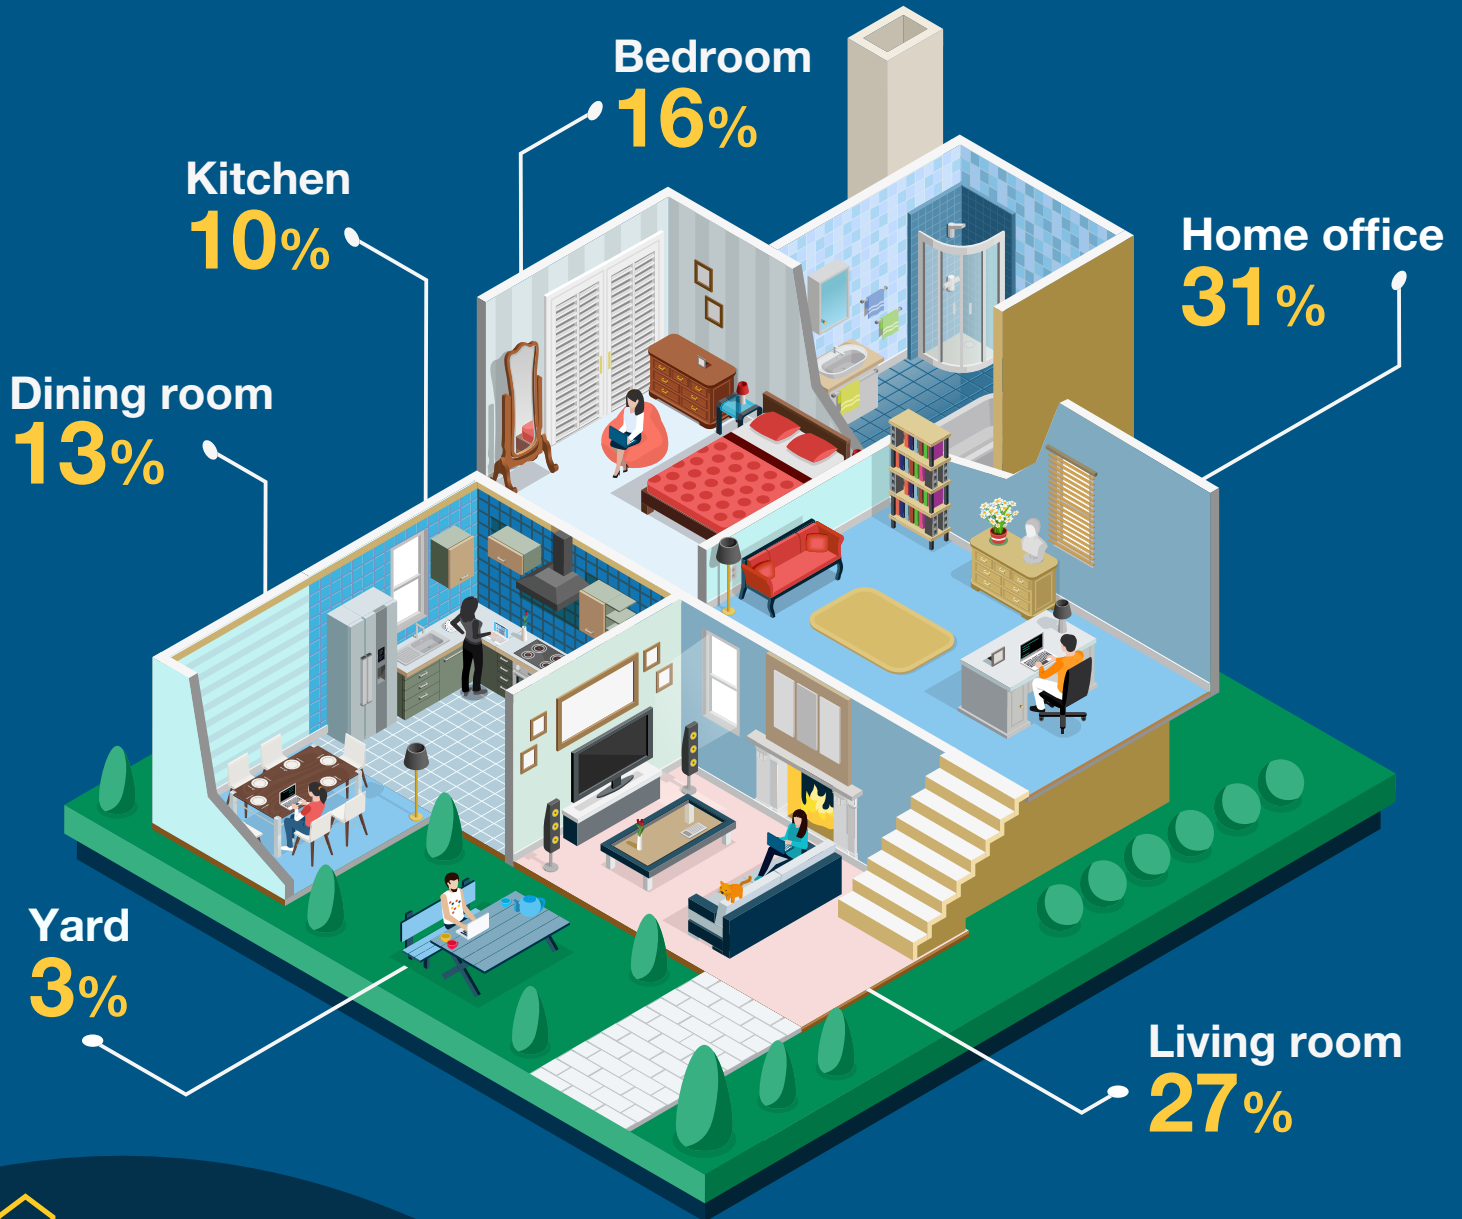 Bedroom
16%
Kitchen
10%
Home office
31%
Dining room
13%
Yard
3%
Living room
27%